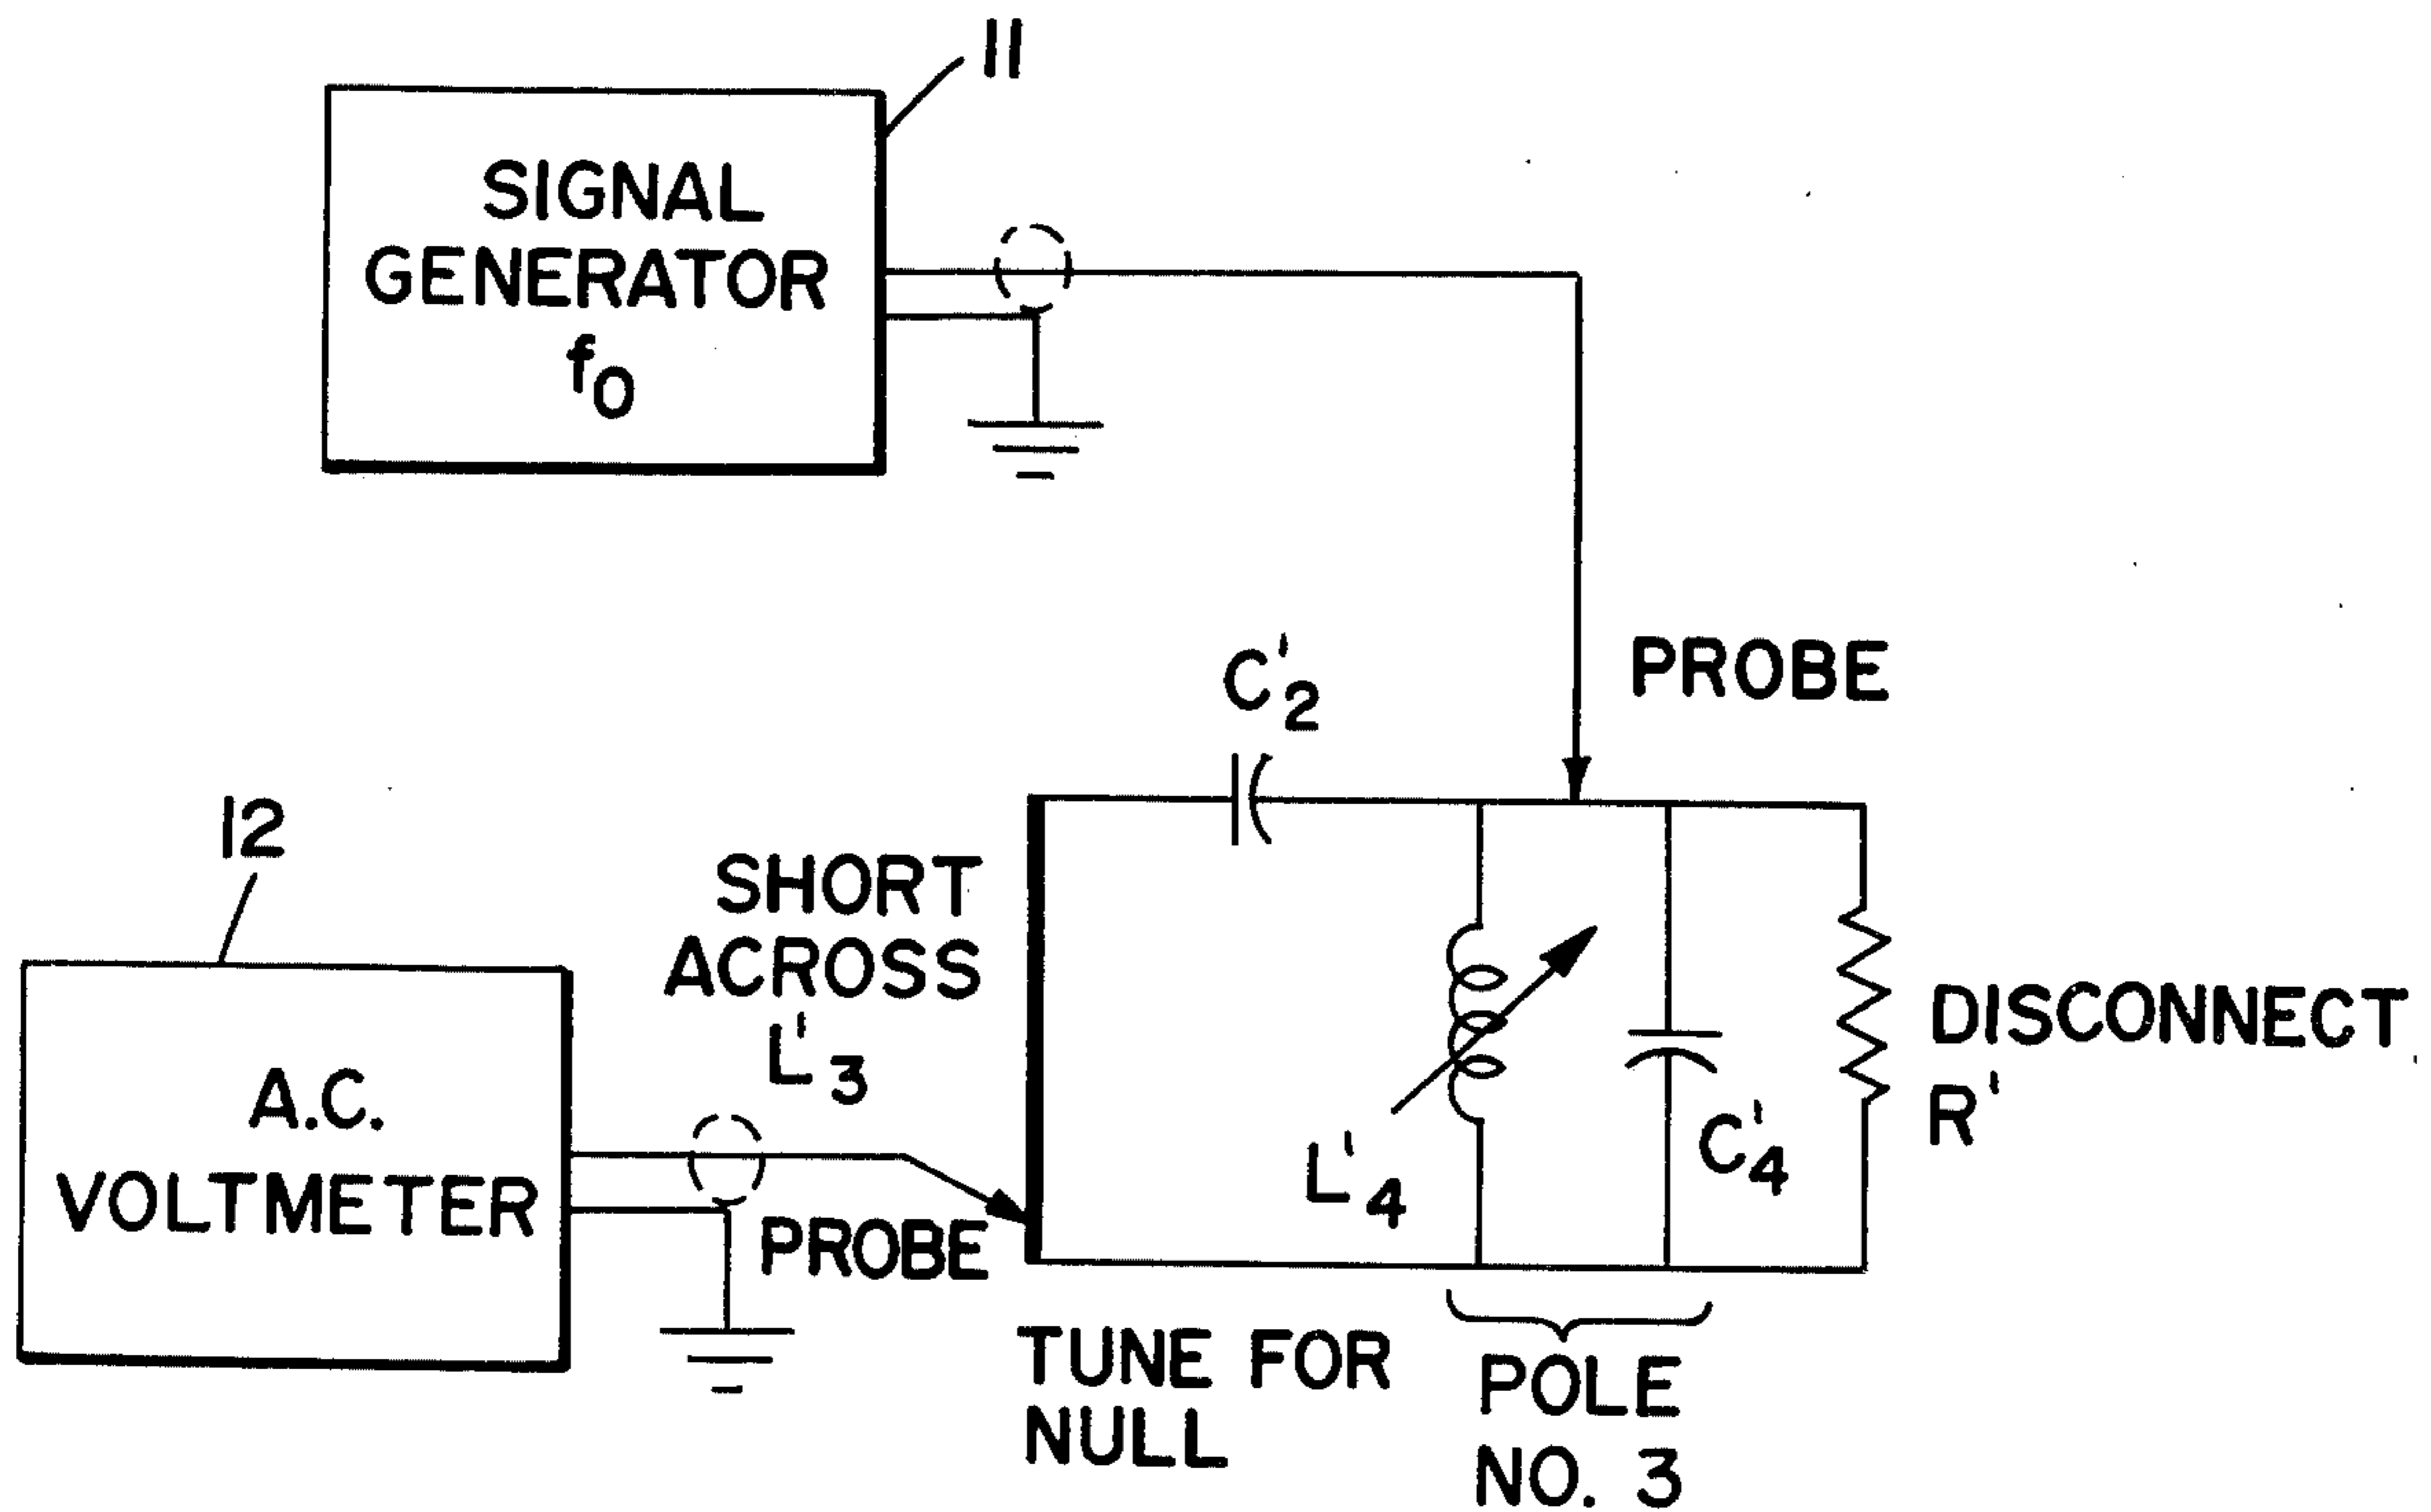 11
SIGNAL
GENERATOR
fO
PROBE
C'2
12
SHORT
ACROSS
L'3
A.C.
VOLTMETER
PROBE
L'4
C'4
DISCONNECT
R'
TUNE FOR
NULL
POLE
NO. 3